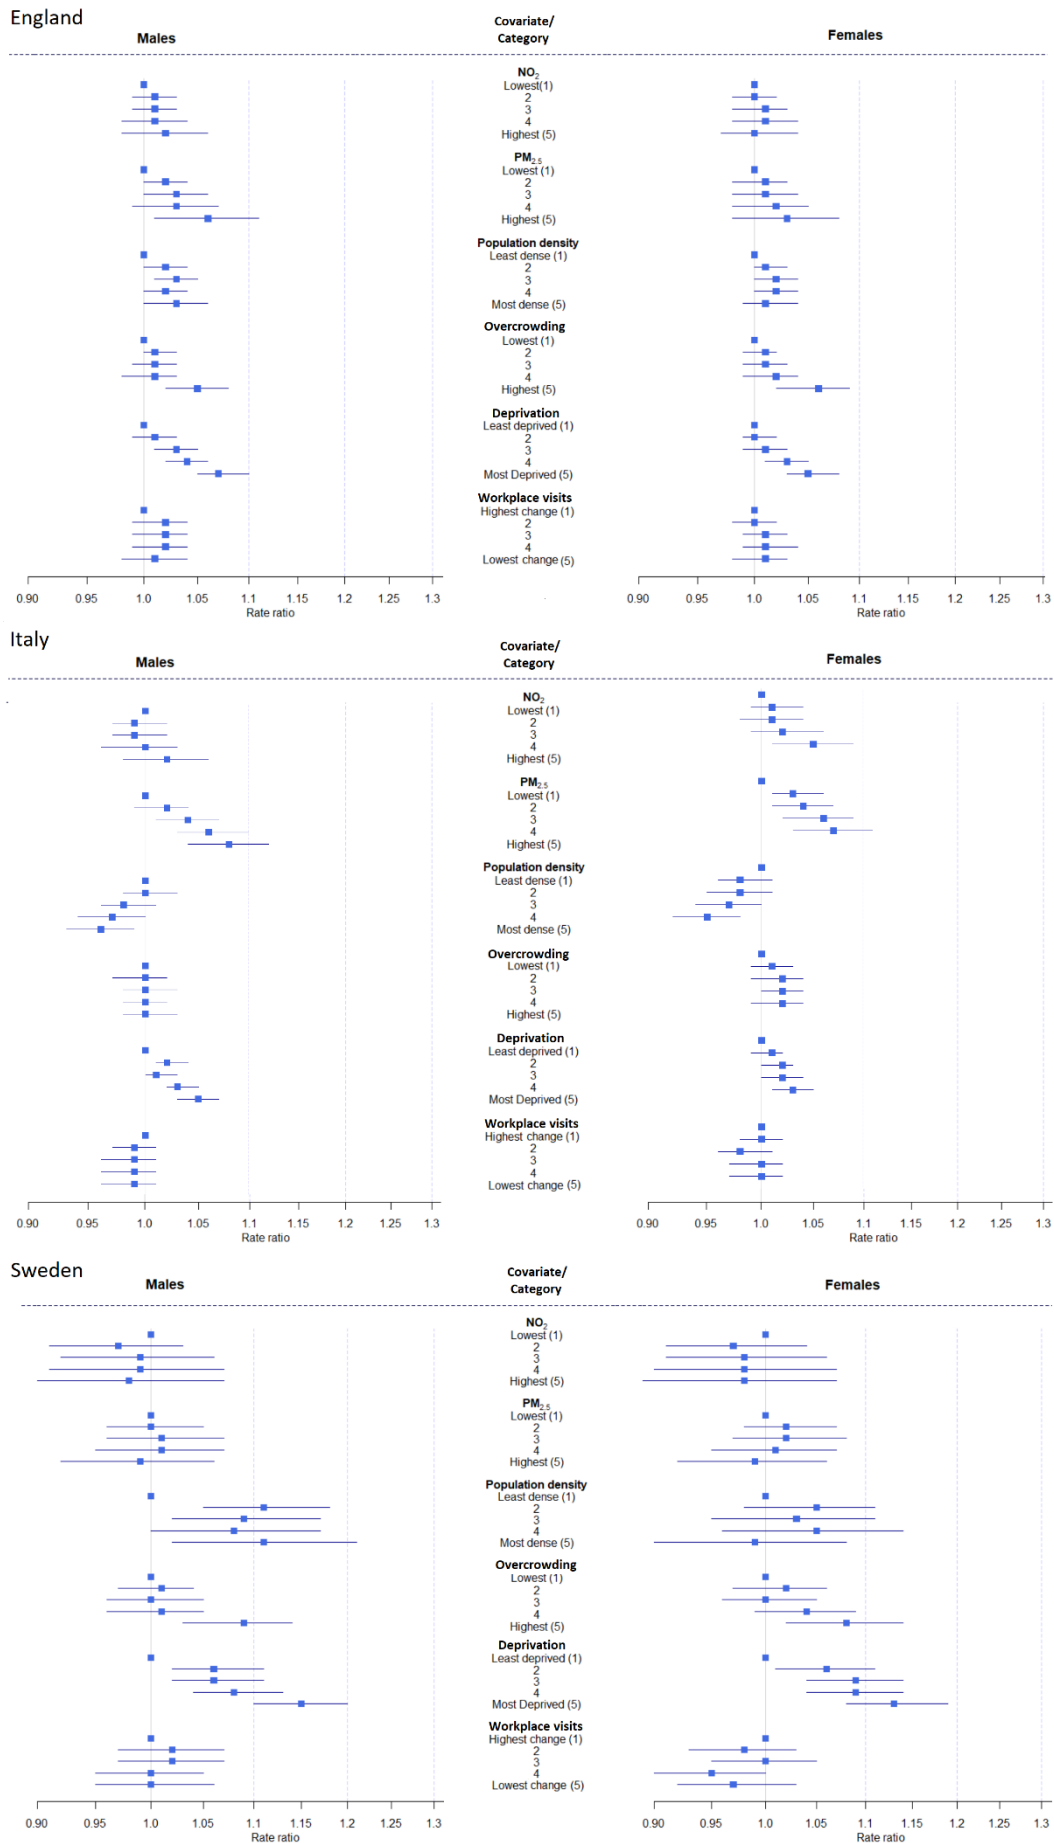 England
Males
Covariate/
Category
Females
NO2
Lowest(1)
2
3
4
Highest (5)
PM2.5
Lowest (1)
2
3
4
Highest (5)
Population density
Least dense (1)
2
3
4
Most dense (5)
Overcrowding
Lowest (1)
2
3
4
Highest (5)
Deprivation
Least deprived (1)
2
3
4
Most Deprived (5)
Workplace visits
Highest change (1)
2
3
4
Lowest change (5)
0.90 0.95 1.0 1.05 1.1 1.15 1.2 1.25 1.3
Rate ratio
0.90 0.95 1.0 1.05 1.1 1.15 1.2 1.25 1.3
Rate ratio
Italy
Males
Covariate/
Category
Females
NO2
Lowest (1)
2
3
4
Highest (5)
PM2.5
Lowest (1)
2
3
4
Highest (5)
Population density
Least dense (1)
2
3
4
Most dense (5)
Overcrowding
Lowest (1)
2
3
4
Highest (5)
Deprivation
Least deprived (1)
2
3
4
Most Deprived (5)
Workplace visits
Highest change (1)
2
3
4
Lowest change (5)
0.90 0.95 1.0 1.05 1.1 1.15 1.2 1.25 1.3
Rate ratio
0.90 0.95 1.0 1.05 1.1 1.15 1.2 1.25 1.3
Rate ratio
Sweden
Males
Covariate/
Category
Females
NO2
Lowest (1)
2
3
4
Highest (5)
PM2.5
Lowest (1)
2
3
4
Highest (5)
Population density
Least dense (1)
2
3
4
Most dense (5)
Overcrowding
Lowest (1)
2
3
4
Highest (5)
Deprivation
Least deprived (1)
2
3
4
Most Deprived (5)
Workplace visits
Highest change (1)
2
3
4
Lowest change (5)
0.90 0.95 1.0 1.05 1.1 1.15 1.2 1.25 1.3
Rate ratio
0.90 0.95 1.0 1.05 1.1 1.15 1.2 1.25 1.3
Rate ratio